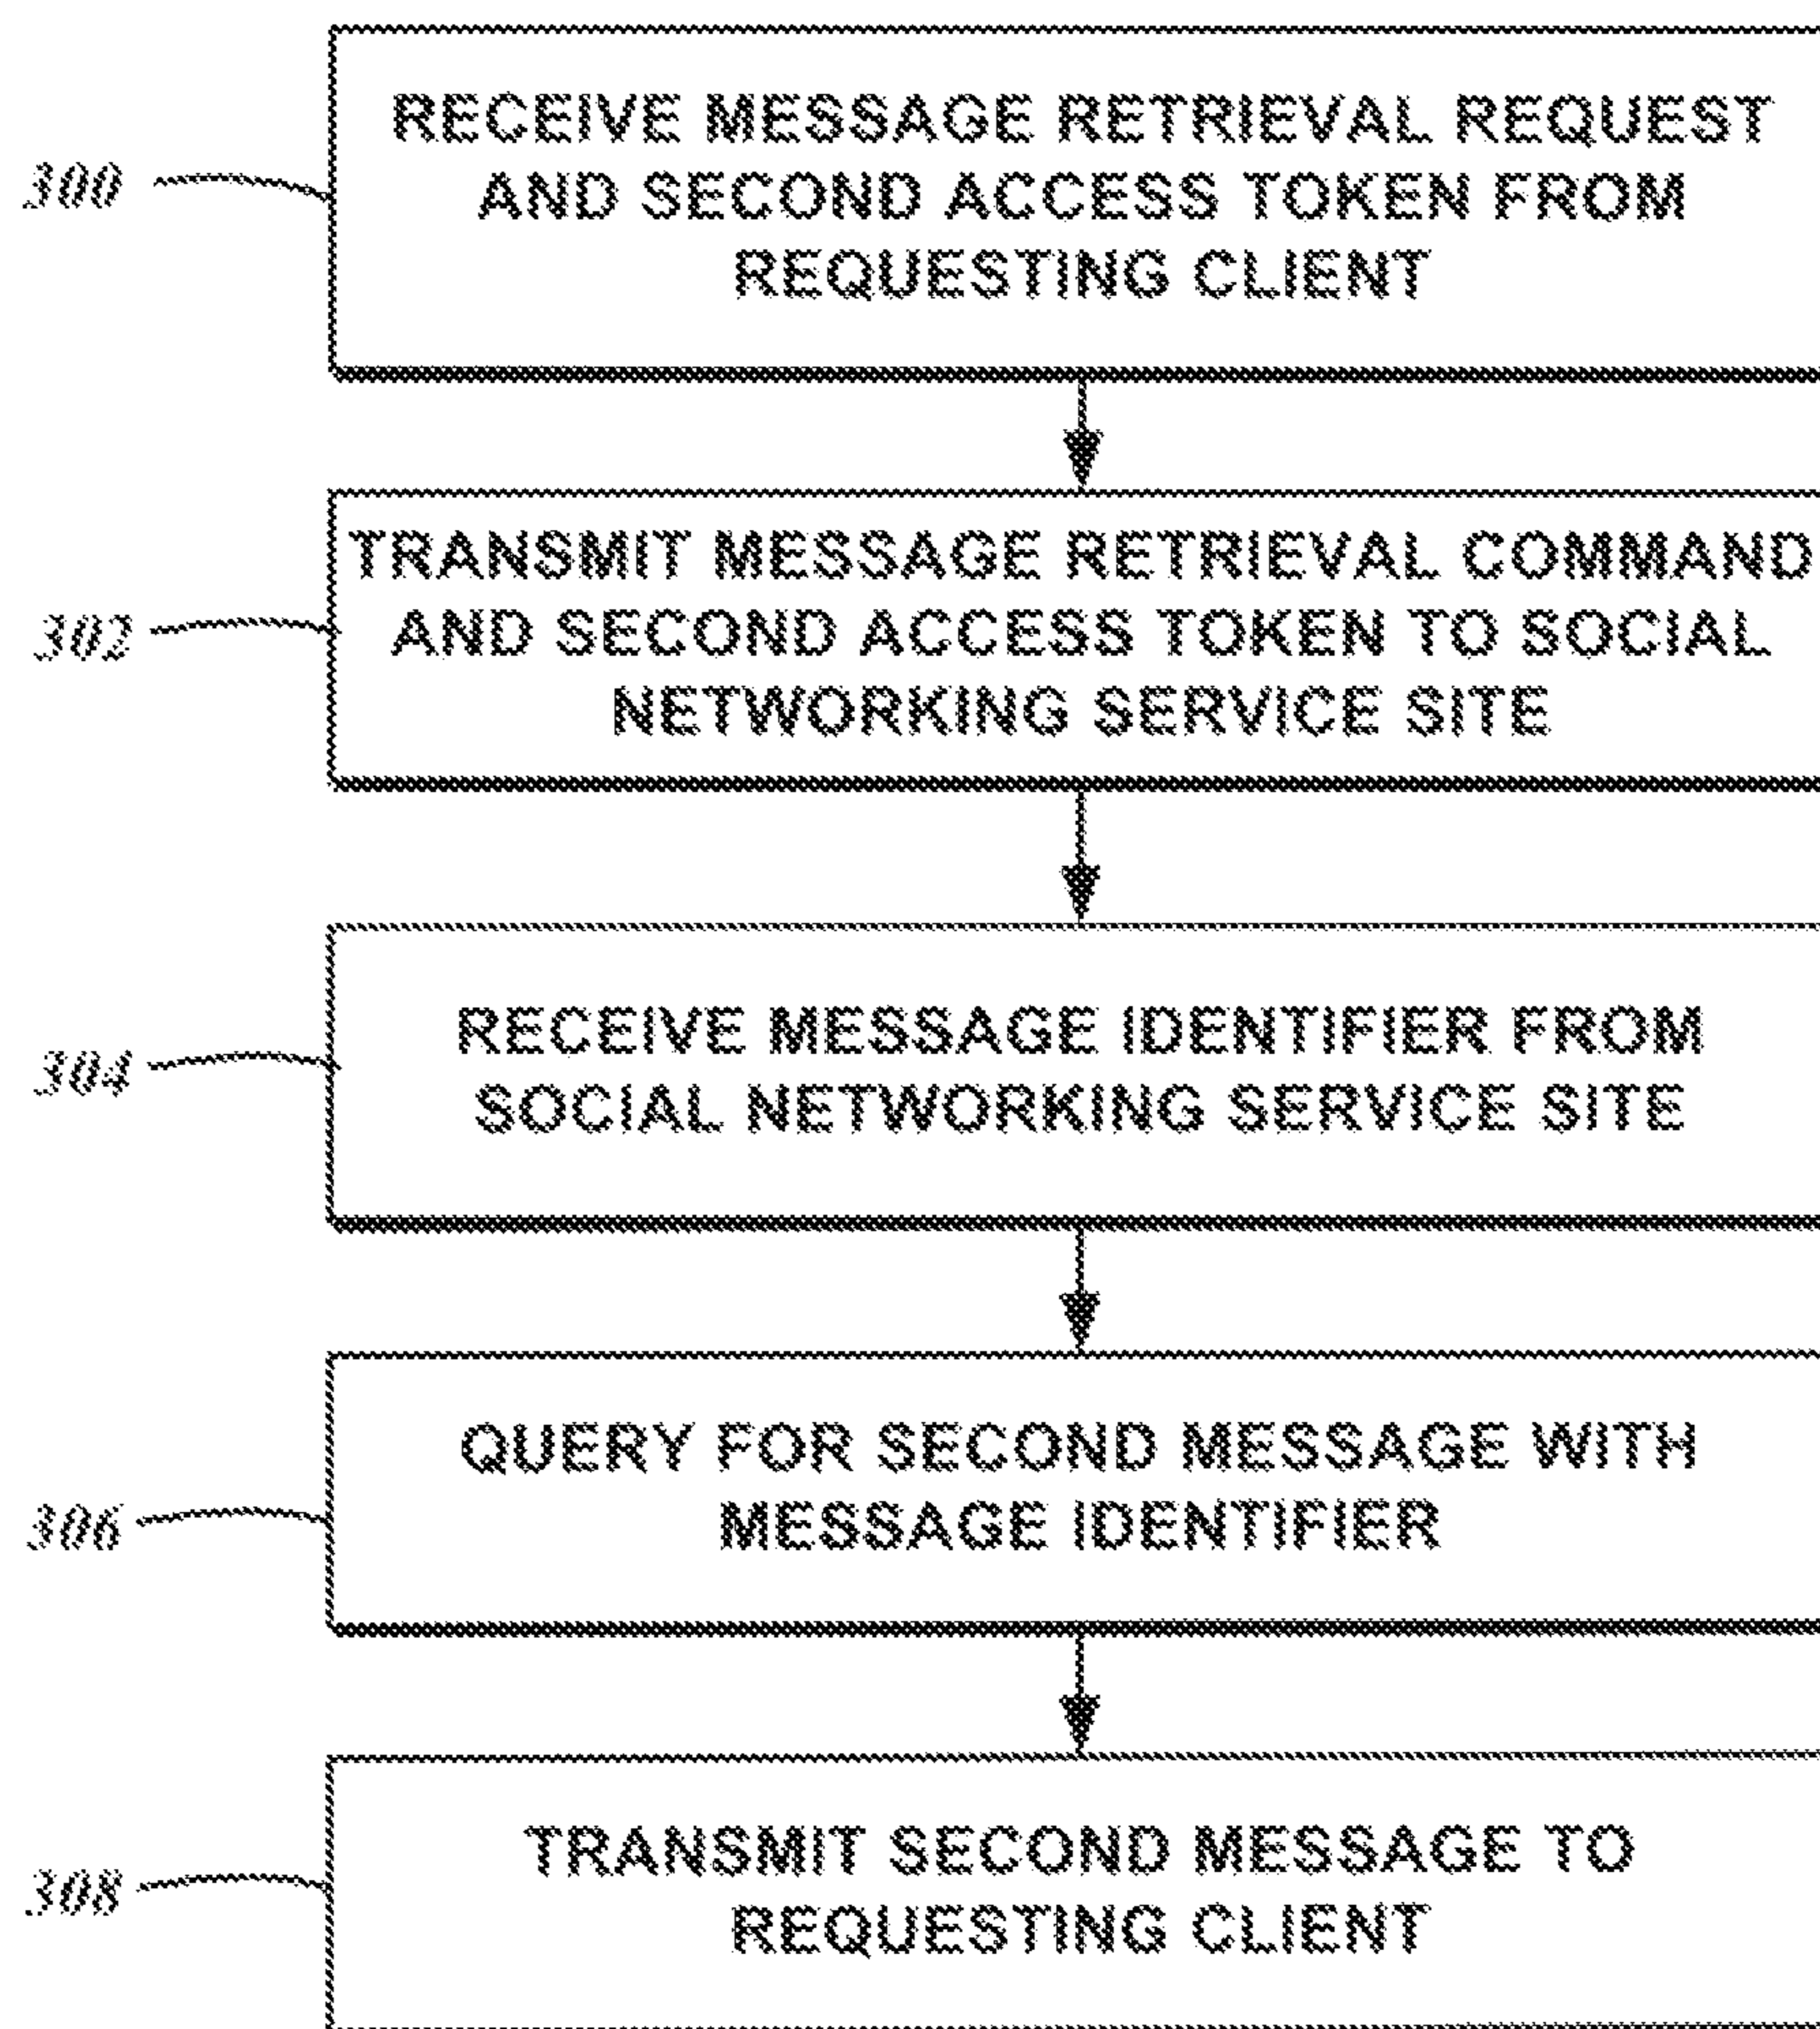 300
RECEIVE MESSAGE RETRIEVAL REQUEST
AND SECOND ACCESS TOKEN FROM
REQUESTING CLIENT
302
TRANSMIT MESSAGE RETRIEVAL COMMAND
AND SECOND ACCESS TOKEN TO SOCIAL
NETWORKING SERVICE SITE
304
RECEIVE MESSAGE IDENTIFIER FROM
SOCIAL NETWORKING SERVICE SITE
306
QUERY FOR SECOND MESSAGE WITH
MESSAGE IDENTIFIER
308
TRANSMIT SECOND MESSAGE TO
REQUESTING CLIENT